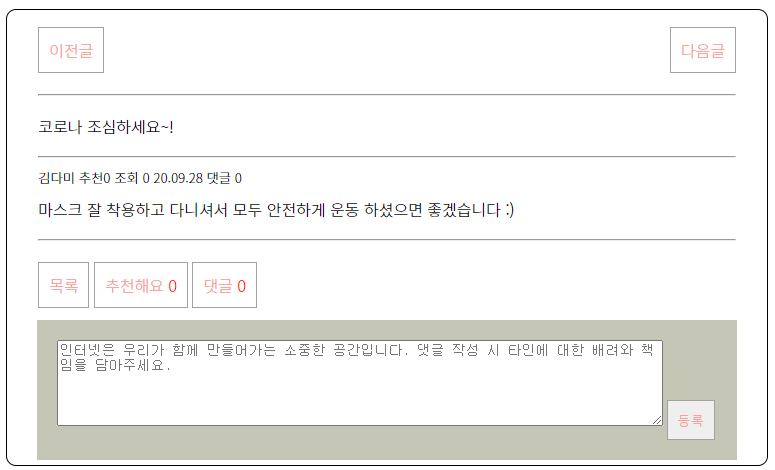 이전글 다음글
코로나 조심하세요~!
김다미 추천0 조회 0 20.09.28 댓글 0
마스크 잘 착용하고 다니셔서 모두 안전하게 운동 하셨으면 좋겠습니다 :)
목록 추천해요 0 댓글 0
인터넷은 우리가 함께 만들어가는 소중한 공간입니다. 댓글 작성 시 타인에 대한 배려와 책
임을 담아주세요.
등록